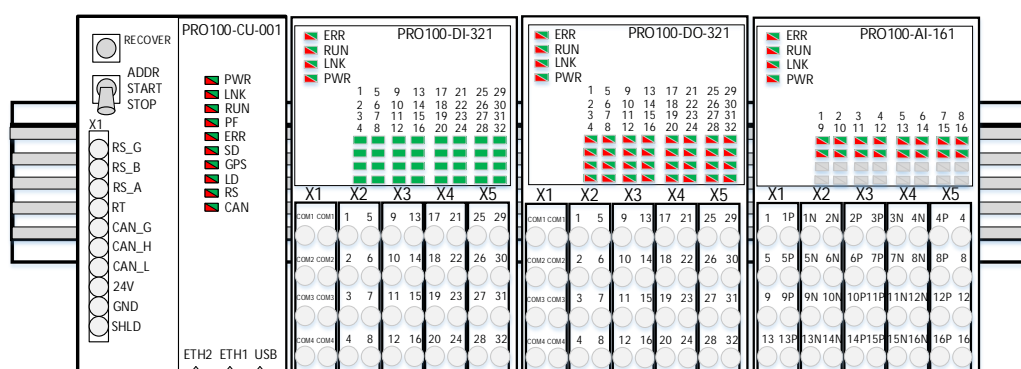 RECOVER
ADDR
START
STOP
X1
RS_G
RS_B
RS_A
RT
CAN_G
CAN_H
CAN_L
24V
GND
SHLD
PRO100-CU-001
PWR
LNK
RUN
PF
ERR
SD
GPS
LD
RS
CAN
ETH2 ETH1 USB
PRO100-DI-321
ERR
RUN
LNK
PWR
1 5 9 13 17 21 25 29
2 6 10 14 18 22 26 30
3 7 11 15 19 23 27 31
4 8 12 16 20 24 28 32
X1 X2 X3 X4 X5
COM1 COM1 1 5 9 13 17 21 25 29
COM2 COM2 2 6 10 14 18 22 26 30
COM3 COM3 3 7 11 15 19 23 27 31
COM4 COM4 4 8 12 16 20 24 28 32
PRO100-DO-321
ERR
RUN
LNK
PWR
1 5 9 13 17 21 25 29
2 6 10 14 18 22 26 30
3 7 11 15 19 23 27 31
4 8 12 16 20 24 28 32
X1 X2 X3 X4 X5
COM1 COM1 1 5 9 13 17 21 25 29
COM2 COM2 2 6 10 14 18 22 26 30
COM3 COM3 3 7 11 15 19 23 27 31
COM4 COM4 4 8 12 16 20 24 28 32
PRO100-AI-161
ERR
RUN
LNK
PWR
1 2 3 4 5 6 7 8
9 10 11 12 13 14 15 16
X1 X2 X3 X4 X5
1 1P 1N 2N 2P 3P 3N 4N 4P 4
5 5P 5N 6N 6P 7P 7N 8N 8P 8
9 9P 9N 10N 10P 11P 11N 12N 12P 12
13 13P 13N 14N 14P 15P 15N 16N 16P 16